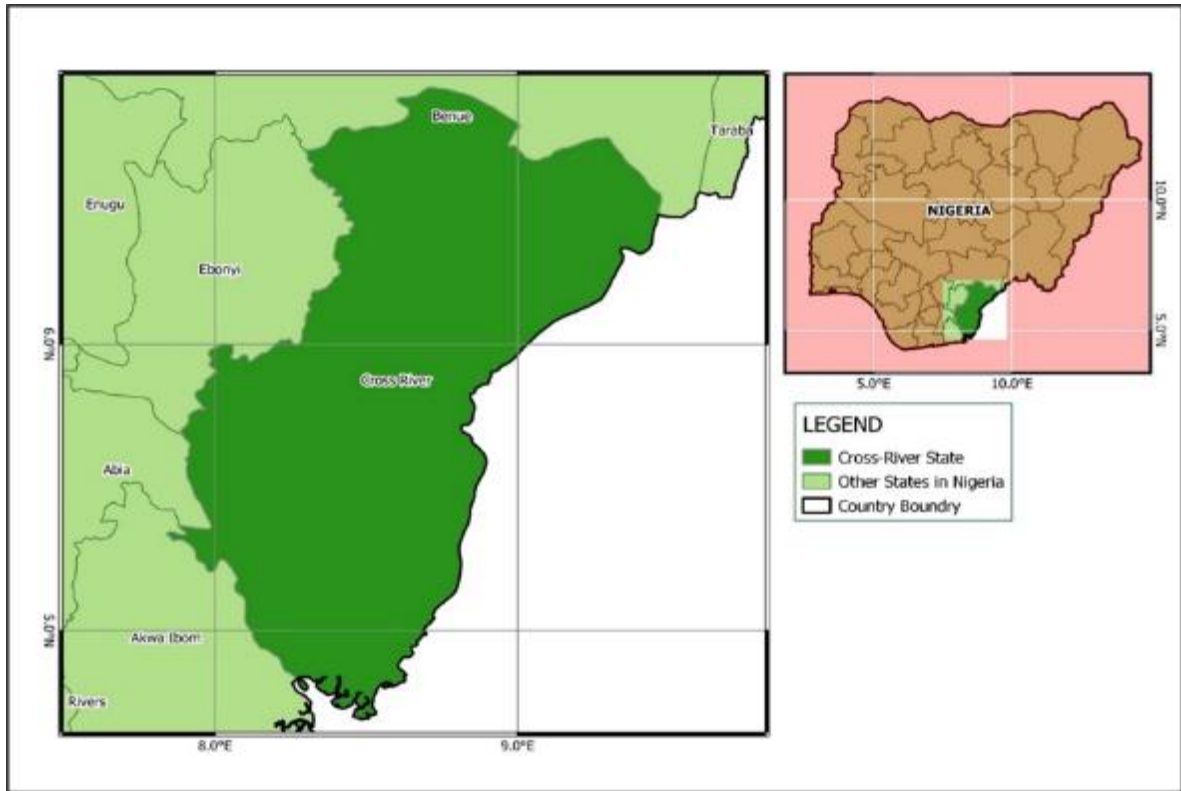 Benue
Taraba
Enugu
Ebonyi
Cross River
Abia
Akwa Ibom
Rivers
6.0°N
5.0°N
8.0°E
9.0°E
NIGERIA
10.0°N
5.0°N
5.0°E
10.0°E
LEGEND
Cross-River State
Other States in Nigeria
Country Boundry